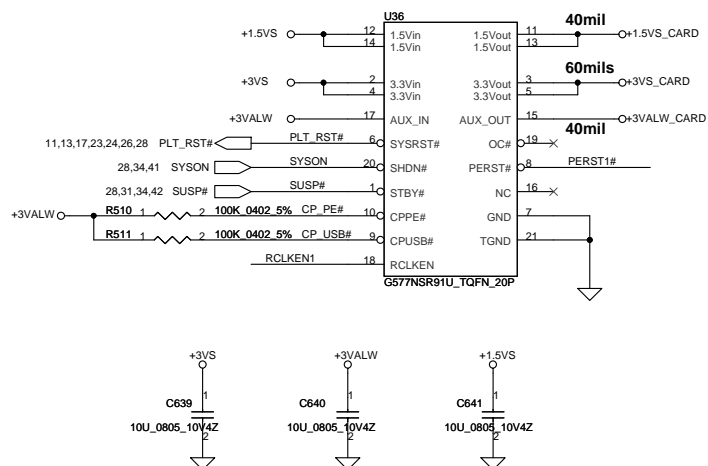 U36
+1.5VS 12 1.5Vin 1.5Vout 11 40mil +1.5VS_CARD
14 1.5Vin 1.5Vout 13
60mils
+3VS 2 3.3Vin 3.3Vout 3 +3VS_CARD
4 3.3Vin 3.3Vout 5
+3VALW 17 AUX_IN AUX_OUT 15 +3VALW_CARD
40mil
11,13,17,23,24,26,28 PLT_RST# PLT_RST# 6 SYSRST# OC# 19
28,34,41 SYSON SYSON 20 SHDN# PERST# 8 PERST1#
28,31,34,42 SUSP# SUSP# 1 STBY# NC 16
+3VALW R510 1 2 100K_0402_5% CP_PE# 10 CPPE# GND 7
R511 1 2 100K_0402_5% CP_USB# 9 CPUSB# TGND 21
RCLKEN1 18 RCLKEN
G577NSR91U_TQFN_20P
+3VS +3VALW +1.5VS
1 1 1
C639 C640 C641
10U_0805_10V4Z 10U_0805_10V4Z 10U_0805_10V4Z
2 2 2